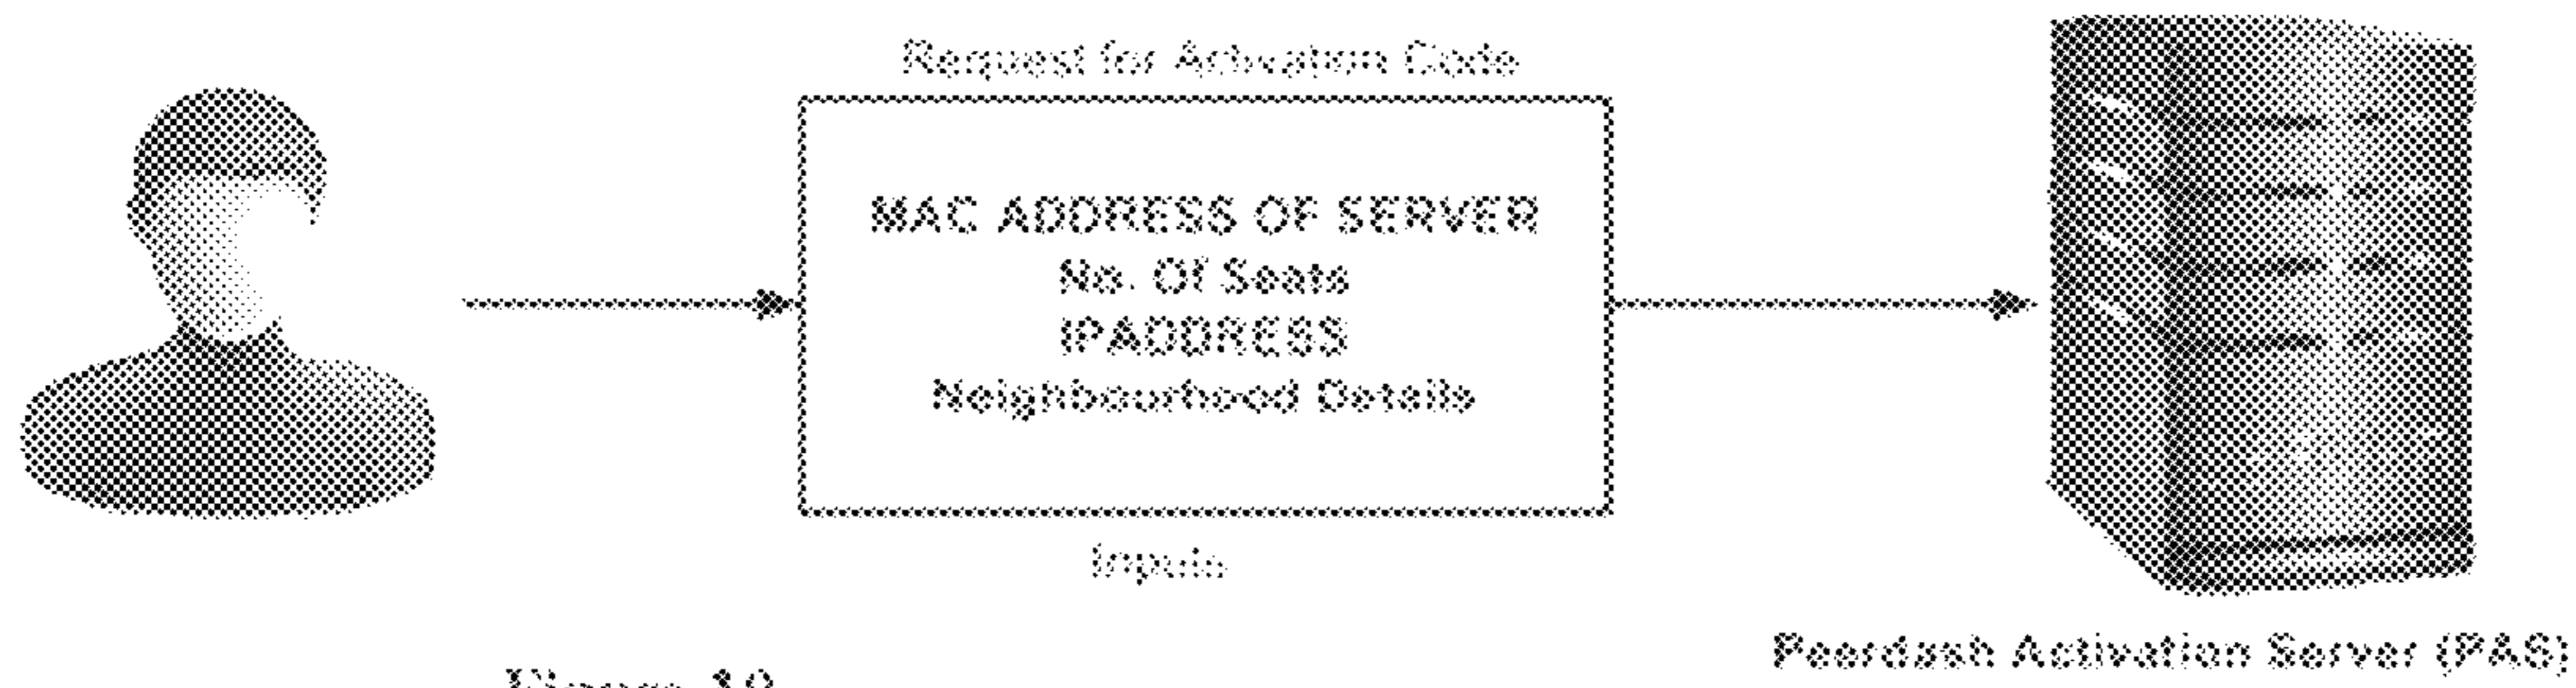 Request for Activation Code
MAC ADDRESS OF SERVER
No. Of Seats
IPADDRESS
Neighbourhood Details
Inputs
Peerdash Activation Server (PAS)
Figure